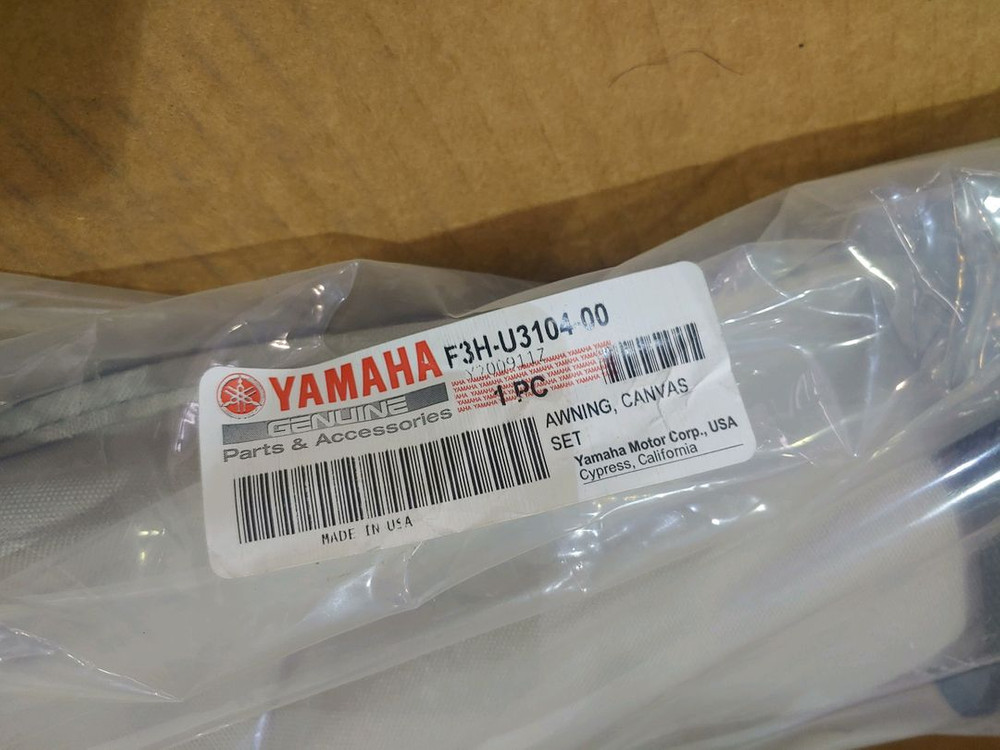 F3H-U3104-00
YAMAHA
GENUINE
Parts & Accessories
1 PC
AWNING, CANVAS
SET
Yamaha Motor Corp., USA
Cypress, California
MADE IN USA